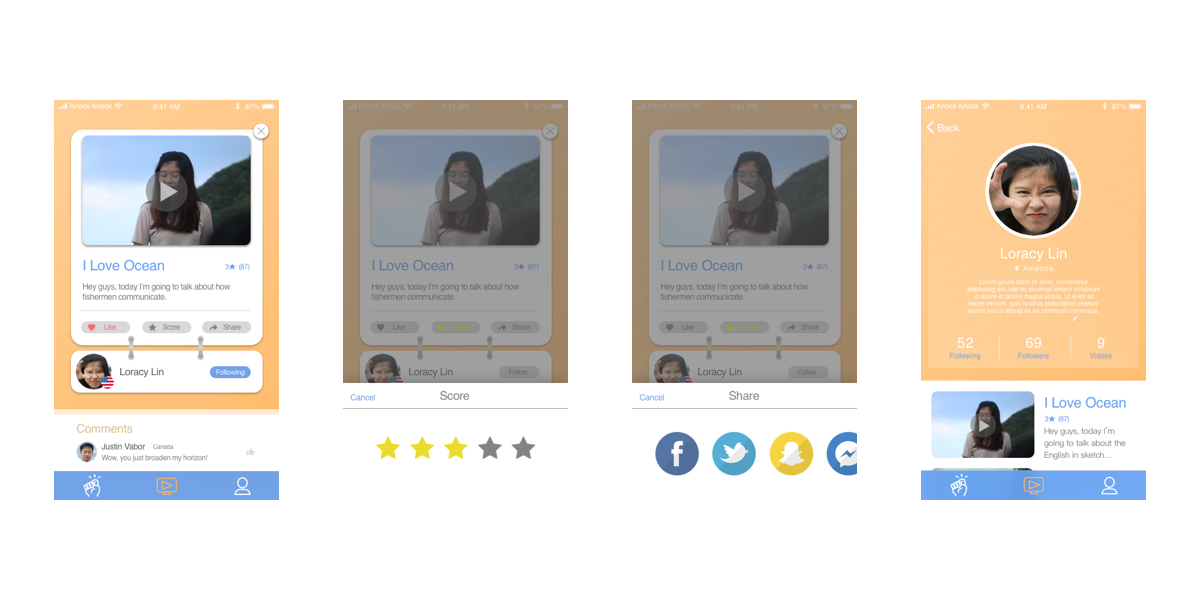 Knock Knock
9:41 AM
87%
I Love Ocean
3★ (87)
Hey guys, today I'm going to talk about how
fishermen communicate.
Like
Score
Share
Loracy Lin
Following
Comments
Justin Vabor
Canada
Wow, you just broaden my horizon!
Knock Knock
9:41 AM
87%
I Love Ocean
3★ (87)
Hey guys, today I'm going to talk about how
fishermen communicate.
Like
Share
Loracy Lin
Follow
Cancel
Score
Knock Knock
9:41 AM
87%
I Love Ocean
3★ (87)
Hey guys, today I'm going to talk about how
fishermen communicate.
Like
Share
Loracy Lin
Follow
Cancel
Share
Knock Knock
9:41 AM
87%
Back
Loracy Lin
America
Lorem ipsum dolor sit amet, consectetur
adipiscing elit, sed do eiusmod tempor incididunt
ut laboris et dolore magna aliqua. Ut enim ad
minim veniam, quis nostrud exercitation ullamco
laboris nisi ut aliquip ex ea commodo consequat.
52
Following
69
Followers
9
Videos
I Love Ocean
3★ (87)
Hey guys, today I'm
going to talk about the
English in sketch...